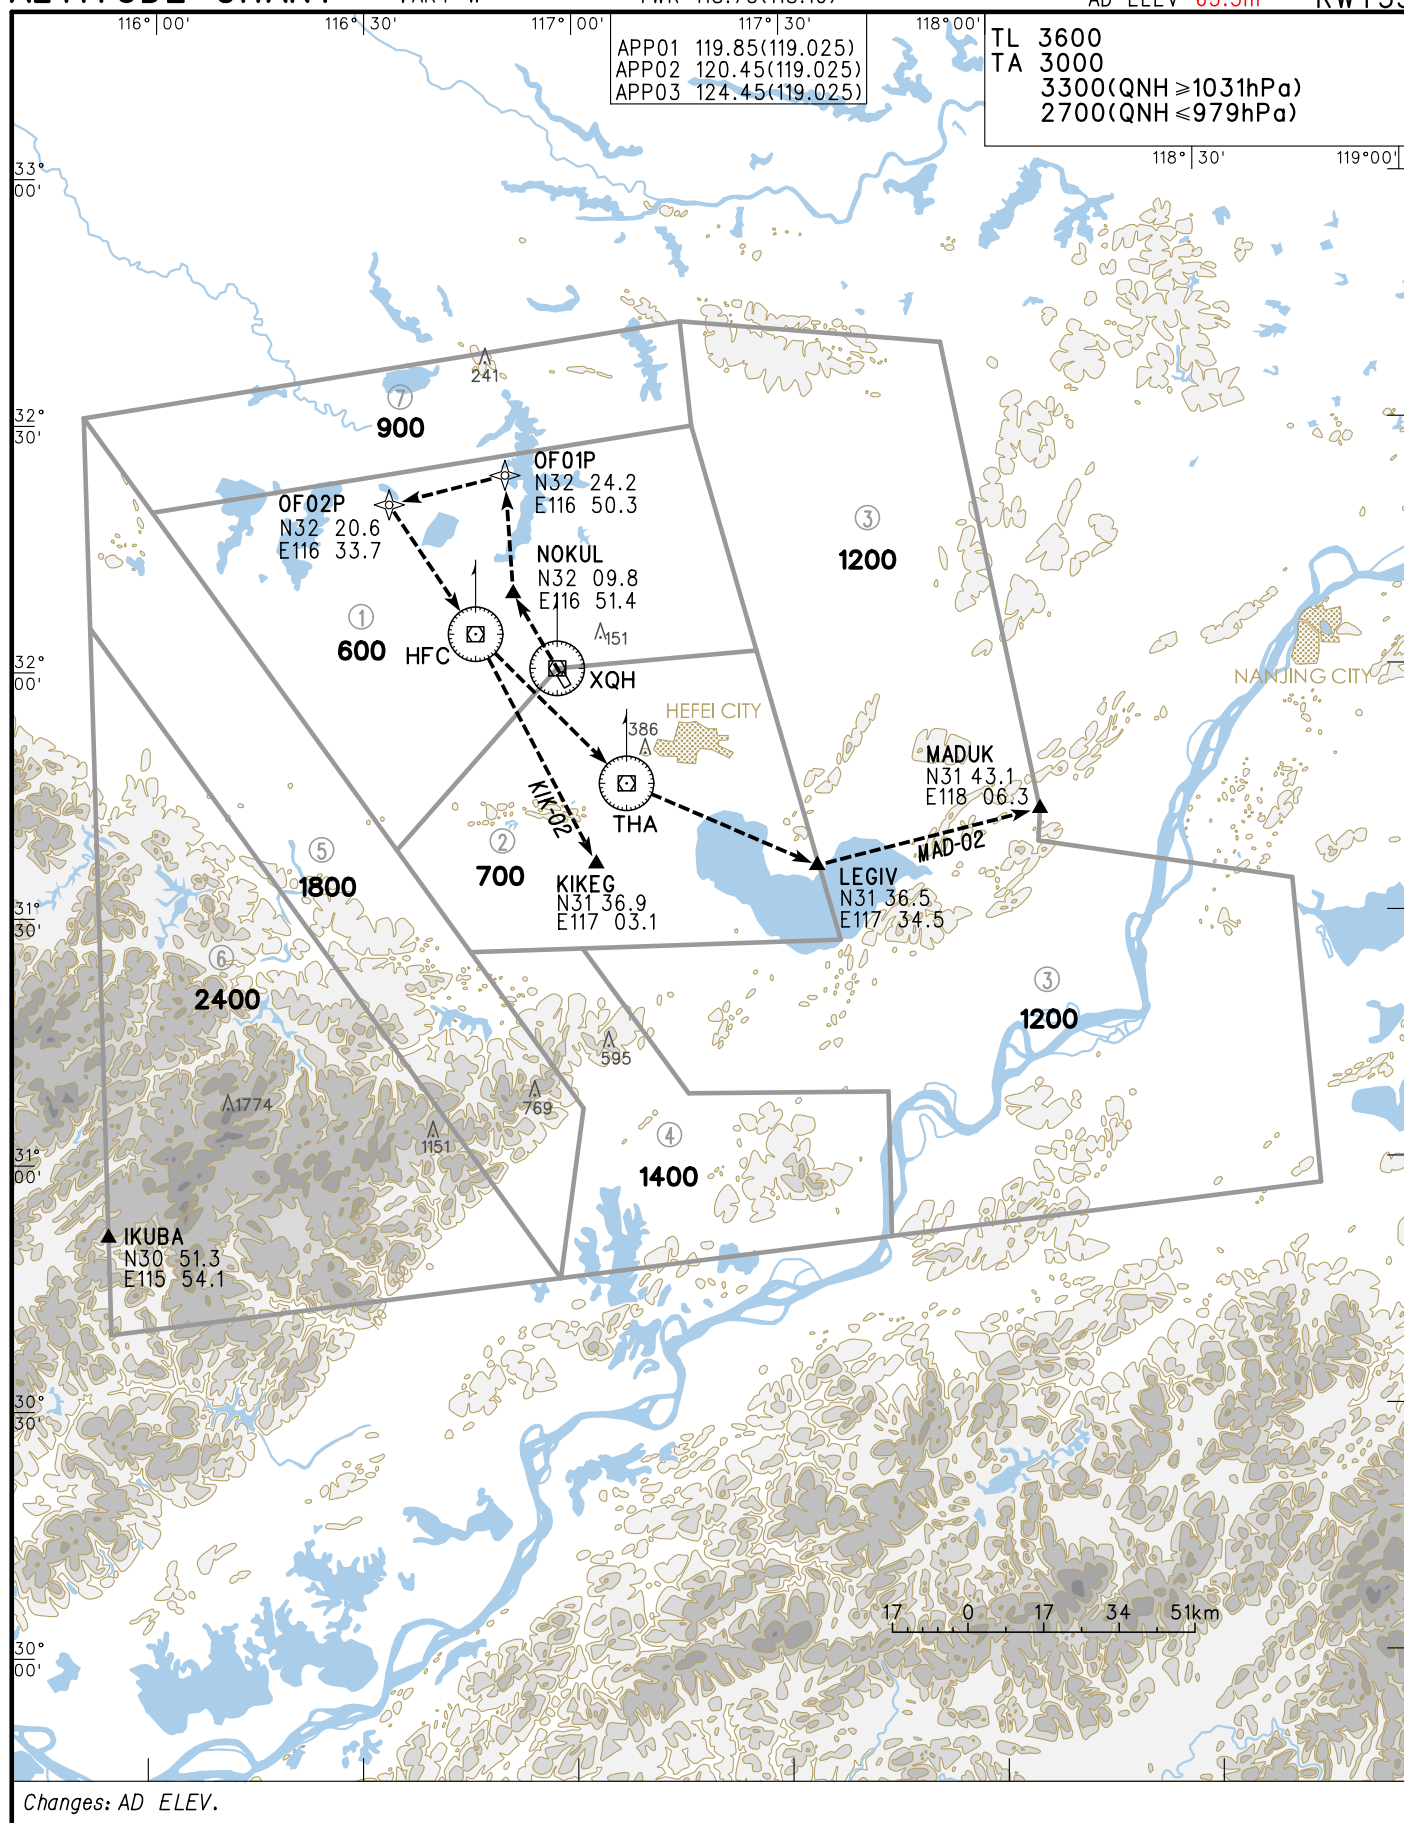 116° 00'
116° 30'
117° 00'
117° 30'
118° 00'
APP01 119.85(119.025)
APP02 120.45(119.025)
APP03 124.45(119.025)
TL 3600
TA 3000
3300(QNH≥1031hPa)
2700(QNH≤979hPa)
118° 30'
119° 00'
33°
00'
241
⑦
900
32°
30'
OF01P
N32 24.2
E116 50.3
OF02P
N32 20.6
E116 33.7
③
1200
NOKUL
N32 09.8
E116 51.4
①
600
151
HFC
XQH
32°
00'
NANJING CITY
HEFEI CITY
386
MADUK
N31 43.1
E118 06.3
KIK-02
THA
②
700
MAD-02
⑤
1800
KIKEG
N31 36.9
E117 03.1
LEGIV
N31 36.5
E117 34.5
31°
30'
⑥
2400
③
1200
595
769
1774
1151
④
1400
31°
00'
IKUBA
N30 51.3
E115 54.1
30°
30'
17 0 17 34 51km
30°
00'
Changes: AD ELEV.